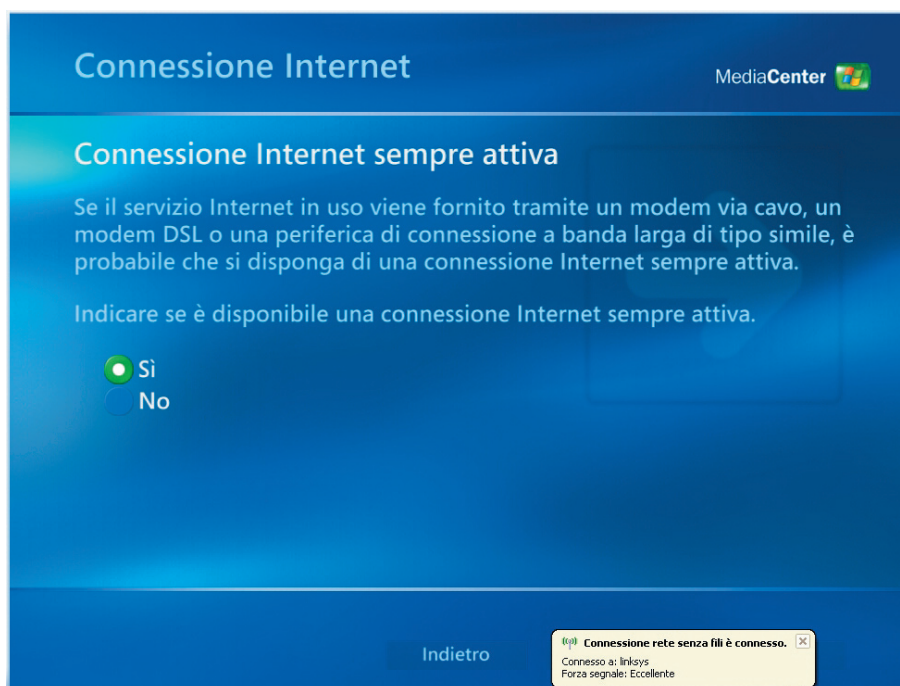 Connessione Internet
MediaCenter
Connessione Internet sempre attiva
Se il servizio Internet in uso viene fornito tramite un modem via cavo, un
modem DSL o una periferica di connessione a banda larga di tipo simile, è
probabile che si disponga di una connessione Internet sempre attiva.
Indicare se è disponibile una connessione Internet sempre attiva.
Sì
No
Indietro
Connessione rete senza fili è connesso.
Connesso a: linksys
Forza segnale: Eccellente